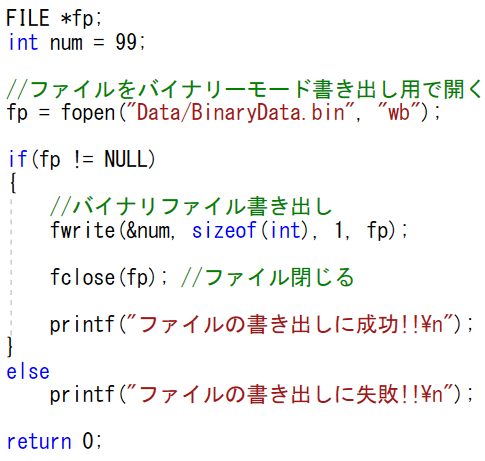 FILE *fp;
int num = 99;
//ファイルをバイナリーモード書き出し用で開く
fp = fopen("Data/BinaryData.bin", "wb");
if(fp != NULL)
{
//バイナリファイル書き出し
fwrite(&num, sizeof(int), 1, fp);
fclose(fp); //ファイル閉じる
printf("ファイルの書き出しに成功!!¥n");
}
else
printf("ファイルの書き出しに失敗!!¥n");
return 0;